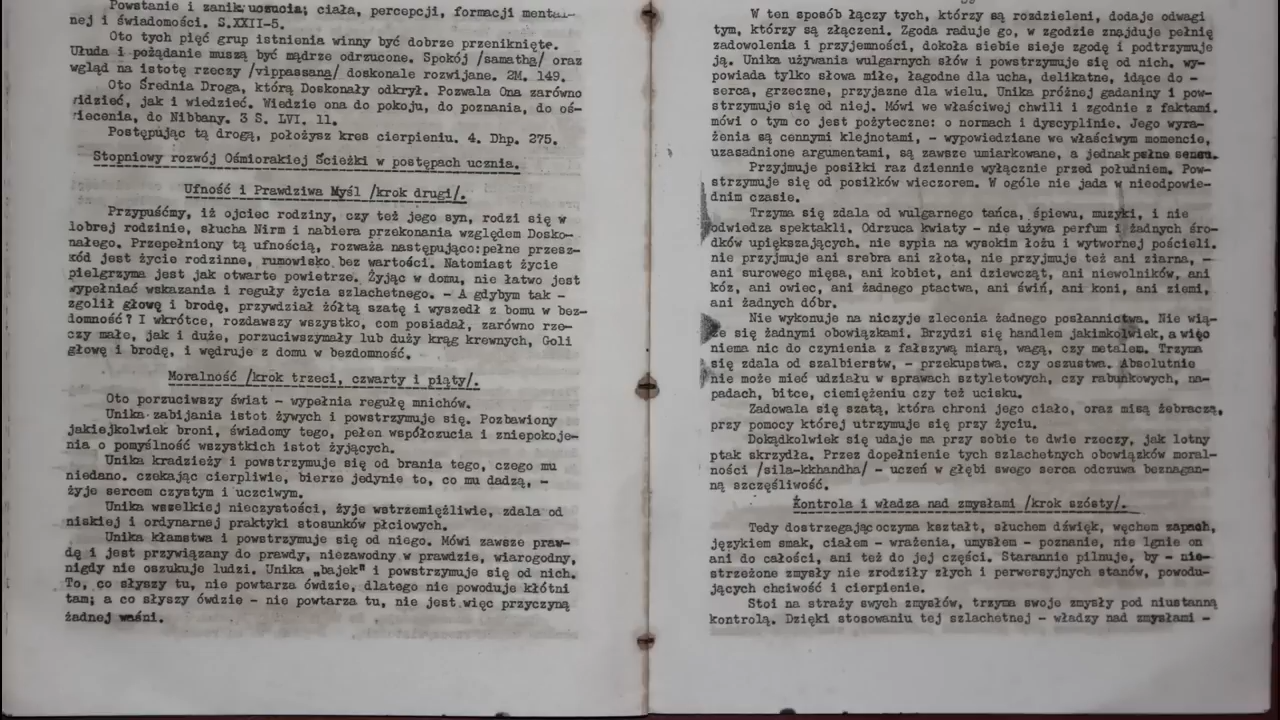 Powstanie i zanik uczucia; ciała, percepcji, formacji mental-
nej i świadomości. S.XXII-5.
Oto tych pięć grup istnienia winny być dobrze przeniknięte.
Ułuda i pożądanie muszą być mądrze odrzucone. Spokój /samatha/ oraz
wgląd na istotę rzeczy /vippassana/ doskonale rozwijane. 2M. 149.
Oto Średnia Droga, którą Doskonały odkrył. Pozwala Ona zarówno
widzieć, jak i wiedzieć. Wiedzie ona do pokoju, do poznania, do oś-
wiecenia, do Nibbany. 3 S. LVI. 11.
Postępując tą drogą, położysz kres cierpieniu. 4. Dhp. 275.
Stopniowy rozwój Ośmiorakiej Ścieżki w postępach ucznia.
Ufność i Prawdziwa Myśl /krok drugi/.
Przypuśćmy, iż ojciec rodziny, czy też jego syn, rodzi się w
dobrej rodzinie, słucha Nirm i nabiera przekonania względem Dosko-
nałego. Przepełniony tą ufnością, rozważa następująco:pełne przesz-
kód jest życie rodzinne, rumowisko bez wartości. Natomiast życie
pielgrzyma jest jak otwarte powietrze. Żyjąc w domu, nie łatwo jest
wypełniać wskazania i reguły życia szlachetnego. - A gdybym tak -
zgolił głowę i brodę, przywdział żółtą szatę i wyszedł z bomu w bez-
domność? I wkrótce, rozdawszy wszystko, com posiadał, zarówno rze-
czy małe, jak i duże, porzuciwszymały lub duży krąg krewnych, Goli
głowę i brodę, i wędruje z domu w bezdomność.
Moralność /krok trzeci, czwarty i piąty/.
Oto porzuciwszy świat - wypełnia regułę mnichów.
Unika zabijania istot żywych i powstrzymuje się. Pozbawiony
jakiejkolwiek broni, świadomy tego, pełen współczucia i zniepokoje-
nia o pomyślność wszystkich istot żyjących.
Unika kradzieży i powstrzymuje się od brania tego, czego mu
niedano. czekając cierpliwie, bierze jedynie to, co mu dadzą, -
żyje sercem czystym i uczciwym.
Unika wszelkiej nieczystości, żyje wstrzemięźliwie, zdala od
niskiej i ordynarnej praktyki stosunków płciowych.
Unika kłamstwa i powstrzymuje się od niego. Mówi zawsze praw-
dę i jest przywiązany do prawdy, niezawodny w prawdzie, wiarogodny,
nigdy nie oszukuje ludzi. Unika „bajek" i powstrzymuje się od nich.
To, co słyszy tu, nie powtarza ówdzie, dlatego nie powoduje kłótni
tam; a co słyszy ówdzie - nie powtarza tu, nie jest więc przyczyną
żadnej waśni.
W ten sposób łączy tych, którzy są rozdzieleni, dodaje odwagi
tym, którzy są złączeni. Zgoda raduje go, w zgodzie znajduje pełnię
zadowolenia i przyjemności, dokoła siebie sieje zgodę i podtrzymuje
ją. Unika używania wulgarnych słów i powstrzymuje się od nich. wy-
powiada tylko słowa miłe, łagodne dla ucha, delikatne, idące do -
serca, grzeczne, przyjazne dla wielu. Unika próżnej gadaniny i pow-
strzymuje się od niej. Mówi we właściwej chwili i zgodnie z faktami.
mówi o tym co jest pożyteczne: o normach i dyscyplinie. Jego wyra-
żenia są cennymi klejnotami, - wypowiedziane we właściwym momencie,
uzasadnione argumentami, są zawsze umiarkowane, a jednak pełne sensu.
Przyjmuje posiłki raz dziennie wyłącznie przed południem. Pow-
strzymuje się od posiłków wieczorem. W ogóle nie jada w nieodpowie-
dnim czasie.
Trzyma się zdala od wulgarnego tańca, śpiewu, muzyki, i nie
odwiedza spektakli. Odrzuca kwiaty - nie używa perfum i żadnych śro-
dków upiększających. nie sypia na wysokim łożu i wytwornej pościeli.
nie przyjmuje ani srebra ani złota, nie przyjmuje też ani ziarna, -
ani surowego mięsa, ani kobiet, ani dziewcząt, ani niewolników, ani
kóz, ani owiec, ani żadnego ptactwa, ani świń, ani koni, ani ziemi,
ani żadnych dóbr.
Nie wykonuje na niczyje zlecenia żadnego posłannictwa. Nie wią-
że się żadnymi obowiązkami. Brzydzi się handlem jakimkolwiek, a więc
niema nic do czynienia z fałszywą miarą, wagą, czy metalem. Trzyma
się zdala od szalbierstw, - przekupstwa, czy oszustwa. Absolutnie
nie może mieć udziału w sprawach sztyletowych, czy rabunkowych, na-
padach, bitce, ciemiężeniu czy też ucisku.
Zadowala się szatą, która chroni jego ciało, oraz misą żebraczą,
przy pomocy której utrzymuje się przy życiu.
Dokądkolwiek się udaje ma przy sobie te dwie rzeczy, jak lotny
ptak skrzydła. Przez dopełnienie tych szlachetnych obowiązków moral-
ności /sila-kkhandha/ - uczeń w głębi swego serca odczuwa beznagan-
ną szczęśliwość.
Kontrola i władza nad zmysłami /krok szósty/.
Tedy dostrzegając oczyma kształt, słuchem dźwięk, węchem zapach,
językiem smak, ciałem - wrażenia, umysłem - poznanie, nie lgnie on
ani do całości, ani też do jej części. Starannie pilnuje, by - nie-
strzeżone zmysły nie zrodziły złych i perwersyjnych stanów, powodu-
jących chciwość i cierpienie.
Stoi na straży swych zmysłów, trzyma swoje zmysły pod niustanną
kontrolą. Dzięki stosowaniu tej szlachetnej - władzy nad zmysłami -